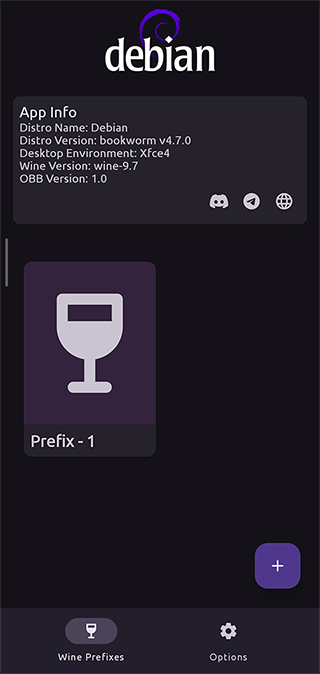 debian
App Info
Distro Name: Debian
Distro Version: bookworm v4.7.0
Desktop Environment: Xfce4
Wine Version: wine-9.7
OBB Version: 1.0
Prefix - 1
+
Wine Prefixes
Options